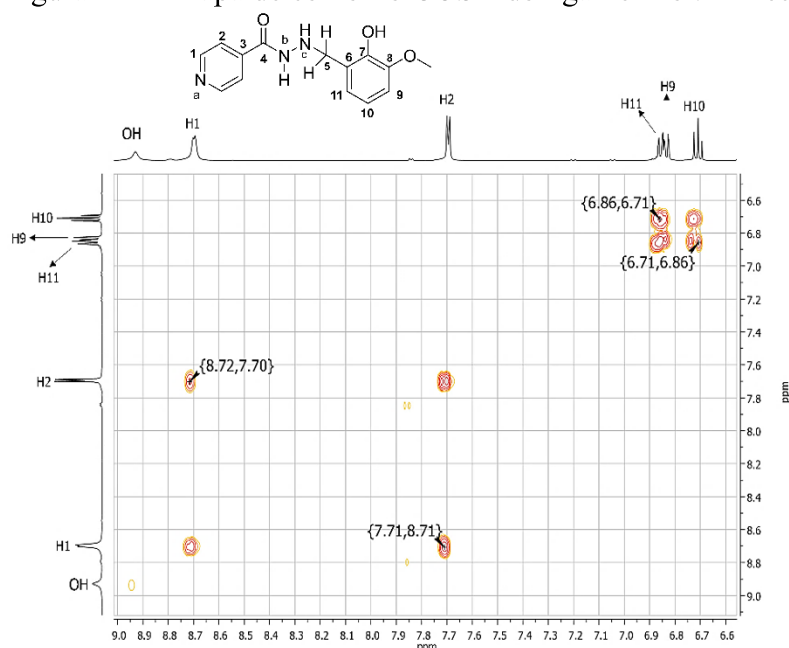 O
OH
H
H
2
3
b
N
N
7
O
1
4
N
c
5
6
8
N
a
H
H
11
9
10
H9
H11
H2
H10
OH
H1
{6.86,6.71}
H10
H9
{6.71,6.86}
H11
{8.72,7.70}
H2
{7.71,8.71}
H1
OH
6.6
6.8
7.0
7.2
7.4
7.6
7.8
8.0
8.2
8.4
8.6
8.8
9.0
ppm
9.0 8.9 8.8 8.7 8.6 8.5 8.4 8.3 8.2 8.1 8.0 7.9 7.8 7.7 7.6 7.5 7.4 7.3 7.2 7.1 7.0 6.9 6.8 6.7 6.6
ppm